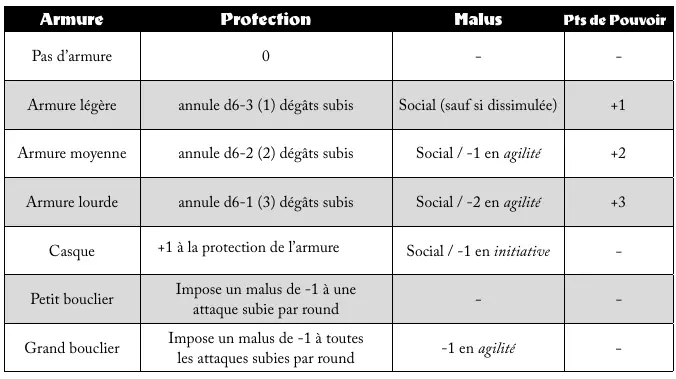 Armure Protection Malus Pts de Pouvoir
Pas d’armure 0 - -
Armure légère annule d6-3 (1) dégâts subis Social (sauf si dissimulée) +1
Armure moyenne annule d6-2 (2) dégâts subis Social / -1 en agilité +2
Armure lourde annule d6-1 (3) dégâts subis Social / -2 en agilité +3
Casque +1 à la protection de l’armure Social / -1 en initiative -
Petit bouclier Impose un malus de -1 à une
attaque subie par round - -
Grand bouclier Impose un malus de -1 à toutes
les attaques subies par round -1 en agilité -